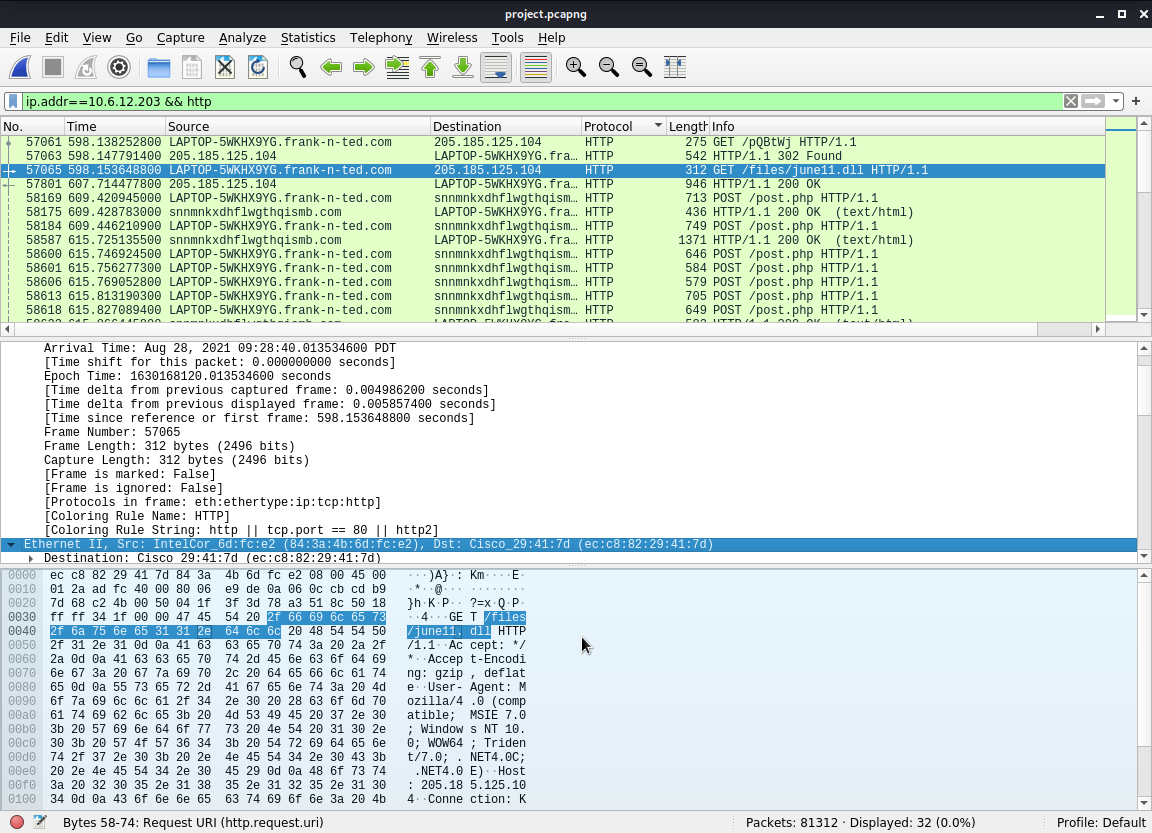 project.pcapng
File Edit View Go Capture Analyze Statistics Telephony Wireless Tools Help
ip.addr==10.6.12.203 && http
No. Time Source Destination Protocol Length Info
57061 598.138252800 LAPTOP-5WKHX9YG.frank-n-ted.com 205.185.125.104 HTTP 275 GET /pQBtWj HTTP/1.1
57063 598.147791400 205.185.125.104 LAPTOP-5WKHX9YG.fra… HTTP 542 HTTP/1.1 302 Found
57065 598.153648800 LAPTOP-5WKHX9YG.frank-n-ted.com 205.185.125.104 HTTP 312 GET /files/june11.dll HTTP/1.1
57801 607.714477800 205.185.125.104 LAPTOP-5WKHX9YG.fra… HTTP 946 HTTP/1.1 200 OK
58169 609.420945000 LAPTOP-5WKHX9YG.frank-n-ted.com snnmnkxdhflwgthqism… HTTP 713 POST /post.php HTTP/1.1
58175 609.428783000 snnmnkxdhflwgthqismb.com LAPTOP-5WKHX9YG.fra… HTTP 436 HTTP/1.1 200 OK (text/html)
58184 609.446210900 LAPTOP-5WKHX9YG.frank-n-ted.com snnmnkxdhflwgthqism… HTTP 749 POST /post.php HTTP/1.1
58587 615.725135500 snnmnkxdhflwgthqismb.com LAPTOP-5WKHX9YG.fra… HTTP 1371 HTTP/1.1 200 OK (text/html)
58600 615.746924500 LAPTOP-5WKHX9YG.frank-n-ted.com snnmnkxdhflwgthqism… HTTP 646 POST /post.php HTTP/1.1
58601 615.756277300 LAPTOP-5WKHX9YG.frank-n-ted.com snnmnkxdhflwgthqism… HTTP 584 POST /post.php HTTP/1.1
58606 615.769052800 LAPTOP-5WKHX9YG.frank-n-ted.com snnmnkxdhflwgthqism… HTTP 579 POST /post.php HTTP/1.1
58613 615.813190300 LAPTOP-5WKHX9YG.frank-n-ted.com snnmnkxdhflwgthqism… HTTP 705 POST /post.php HTTP/1.1
58618 615.827089400 LAPTOP-5WKHX9YG.frank-n-ted.com snnmnkxdhflwgthqism… HTTP 510 POST /post.php HTTP/1.1
Arrival Time: Aug 28, 2021 09:28:40.013534600 PDT
[Time shift for this packet: 0.000000000 seconds]
Epoch Time: 1630168120.013534600 seconds
[Time delta from previous captured frame: 0.004986200 seconds]
[Time delta from previous displayed frame: 0.005857400 seconds]
[Time since reference or first frame: 598.153648800 seconds]
Frame Number: 57065
Frame Length: 312 bytes (2496 bits)
Capture Length: 312 bytes (2496 bits)
[Frame is marked: False]
[Frame is ignored: False]
[Protocols in frame: eth:ethertype:ip:tcp:http]
[Coloring Rule Name: HTTP]
[Coloring Rule String: http || tcp.port == 80 || http2]
Ethernet II, Src: IntelCor_6d:fc:e2 (84:3a:4b:6d:fc:e2), Dst: Cisco_29:41:7d (ec:c8:82:29:41:7d)
Destination: Cisco_29:41:7d (ec:c8:82:29:41:7d)
0000 ec c8 82 29 41 7d 84 3a 4b 6d fc e2 08 00 45 00 ···)A}·: Km····E·
0010 01 2a ad fc 40 00 80 06 e9 de 0a 06 0c cb cd b9 ·*··@··· ········
0020 7d 68 c2 4b 00 50 04 1f 3f 3d 78 a3 51 8c 50 18 }h·K·P·· ?=x·Q·P·
0030 ff ff 34 1f 00 00 47 45 54 20 2f 66 69 6c 65 73 ··4···GE T /files
0040 2f 6a 75 6e 65 31 31 2e 64 6c 6c 20 48 54 54 50 /june11. dll HTTP
0050 2f 31 2e 31 0d 0a 41 63 63 65 70 74 3a 20 2a 2f /1.1··Ac cept: */
0060 2a 0d 0a 41 63 63 65 70 74 2d 45 6e 63 6f 64 69 *··Accep t-Encodi
0070 6e 67 3a 20 67 7a 69 70 2c 20 64 65 66 6c 61 74 ng: gzip , deflat
0080 65 0d 0a 55 73 65 72 2d 41 67 65 6e 74 3a 20 4d e··User- Agent: M
0090 6f 7a 69 6c 6c 61 2f 34 2e 30 20 28 63 6f 6d 70 ozilla/4 .0 (comp
00a0 61 74 69 62 6c 65 3b 20 4d 53 49 45 20 37 2e 30 atible;  MSIE 7.0
00b0 3b 20 57 69 6e 64 6f 77 73 20 4e 54 20 31 30 2e ; Window s NT 10.
00c0 30 3b 20 57 4f 57 36 34 3b 20 54 72 69 64 65 6e 0; WOW64 ; Triden
00d0 74 2f 37 2e 30 3b 20 2e 4e 45 54 34 2e 30 43 3b t/7.0; . NET4.0C;
00e0 20 2e 4e 45 54 34 2e 30 45 29 0d 0a 48 6f 73 74 .NET4.0 E)··Host
00f0 3a 20 32 30 35 2e 31 38 35 2e 31 32 35 2e 31 30 : 205.18 5.125.10
0100 34 0d 0a 43 6f 6e 6e 65 63 74 69 6f 6e 3a 20 4b 4··Conne ction: K
Bytes 58-74: Request URI (http.request.uri) Packets: 81312 · Displayed: 32 (0.0%) Profile: Default